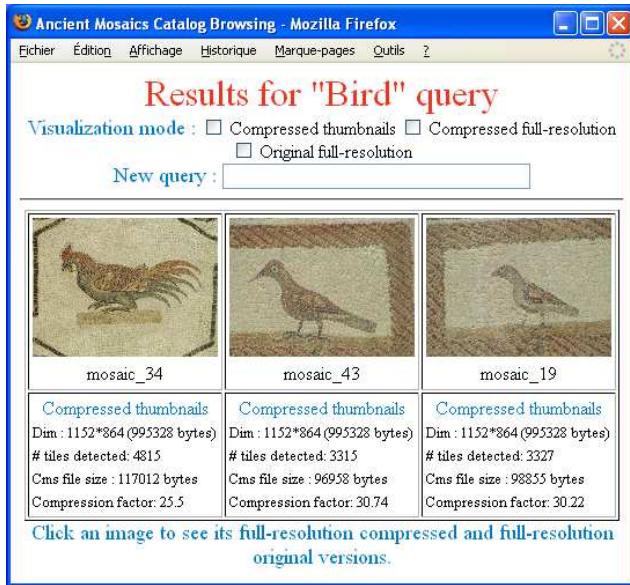 Ancient Mosaics Catalog Browsing - Mozilla Firefox
Fichier Édition Affichage Historique Marque-pages Outils ?
Results for "Bird" query
Visualization mode : Compressed thumbnails Compressed full-resolution
Original full-resolution
New query :
mosaic_34 mosaic_43 mosaic_19
Compressed thumbnails Compressed thumbnails Compressed thumbnails
Dim : 1152*864 (995328 bytes) Dim : 1152*864 (995328 bytes) Dim : 1152*864 (995328 bytes)
# tiles detected: 4815 # tiles detected: 3315 # tiles detected: 3327
Cms file size : 117012 bytes Cms file size : 96958 bytes Cms file size : 98855 bytes
Compression factor: 25.5 Compression factor: 30.74 Compression factor: 30.22
Click an image to see its full-resolution compressed and full-resolution
original versions.